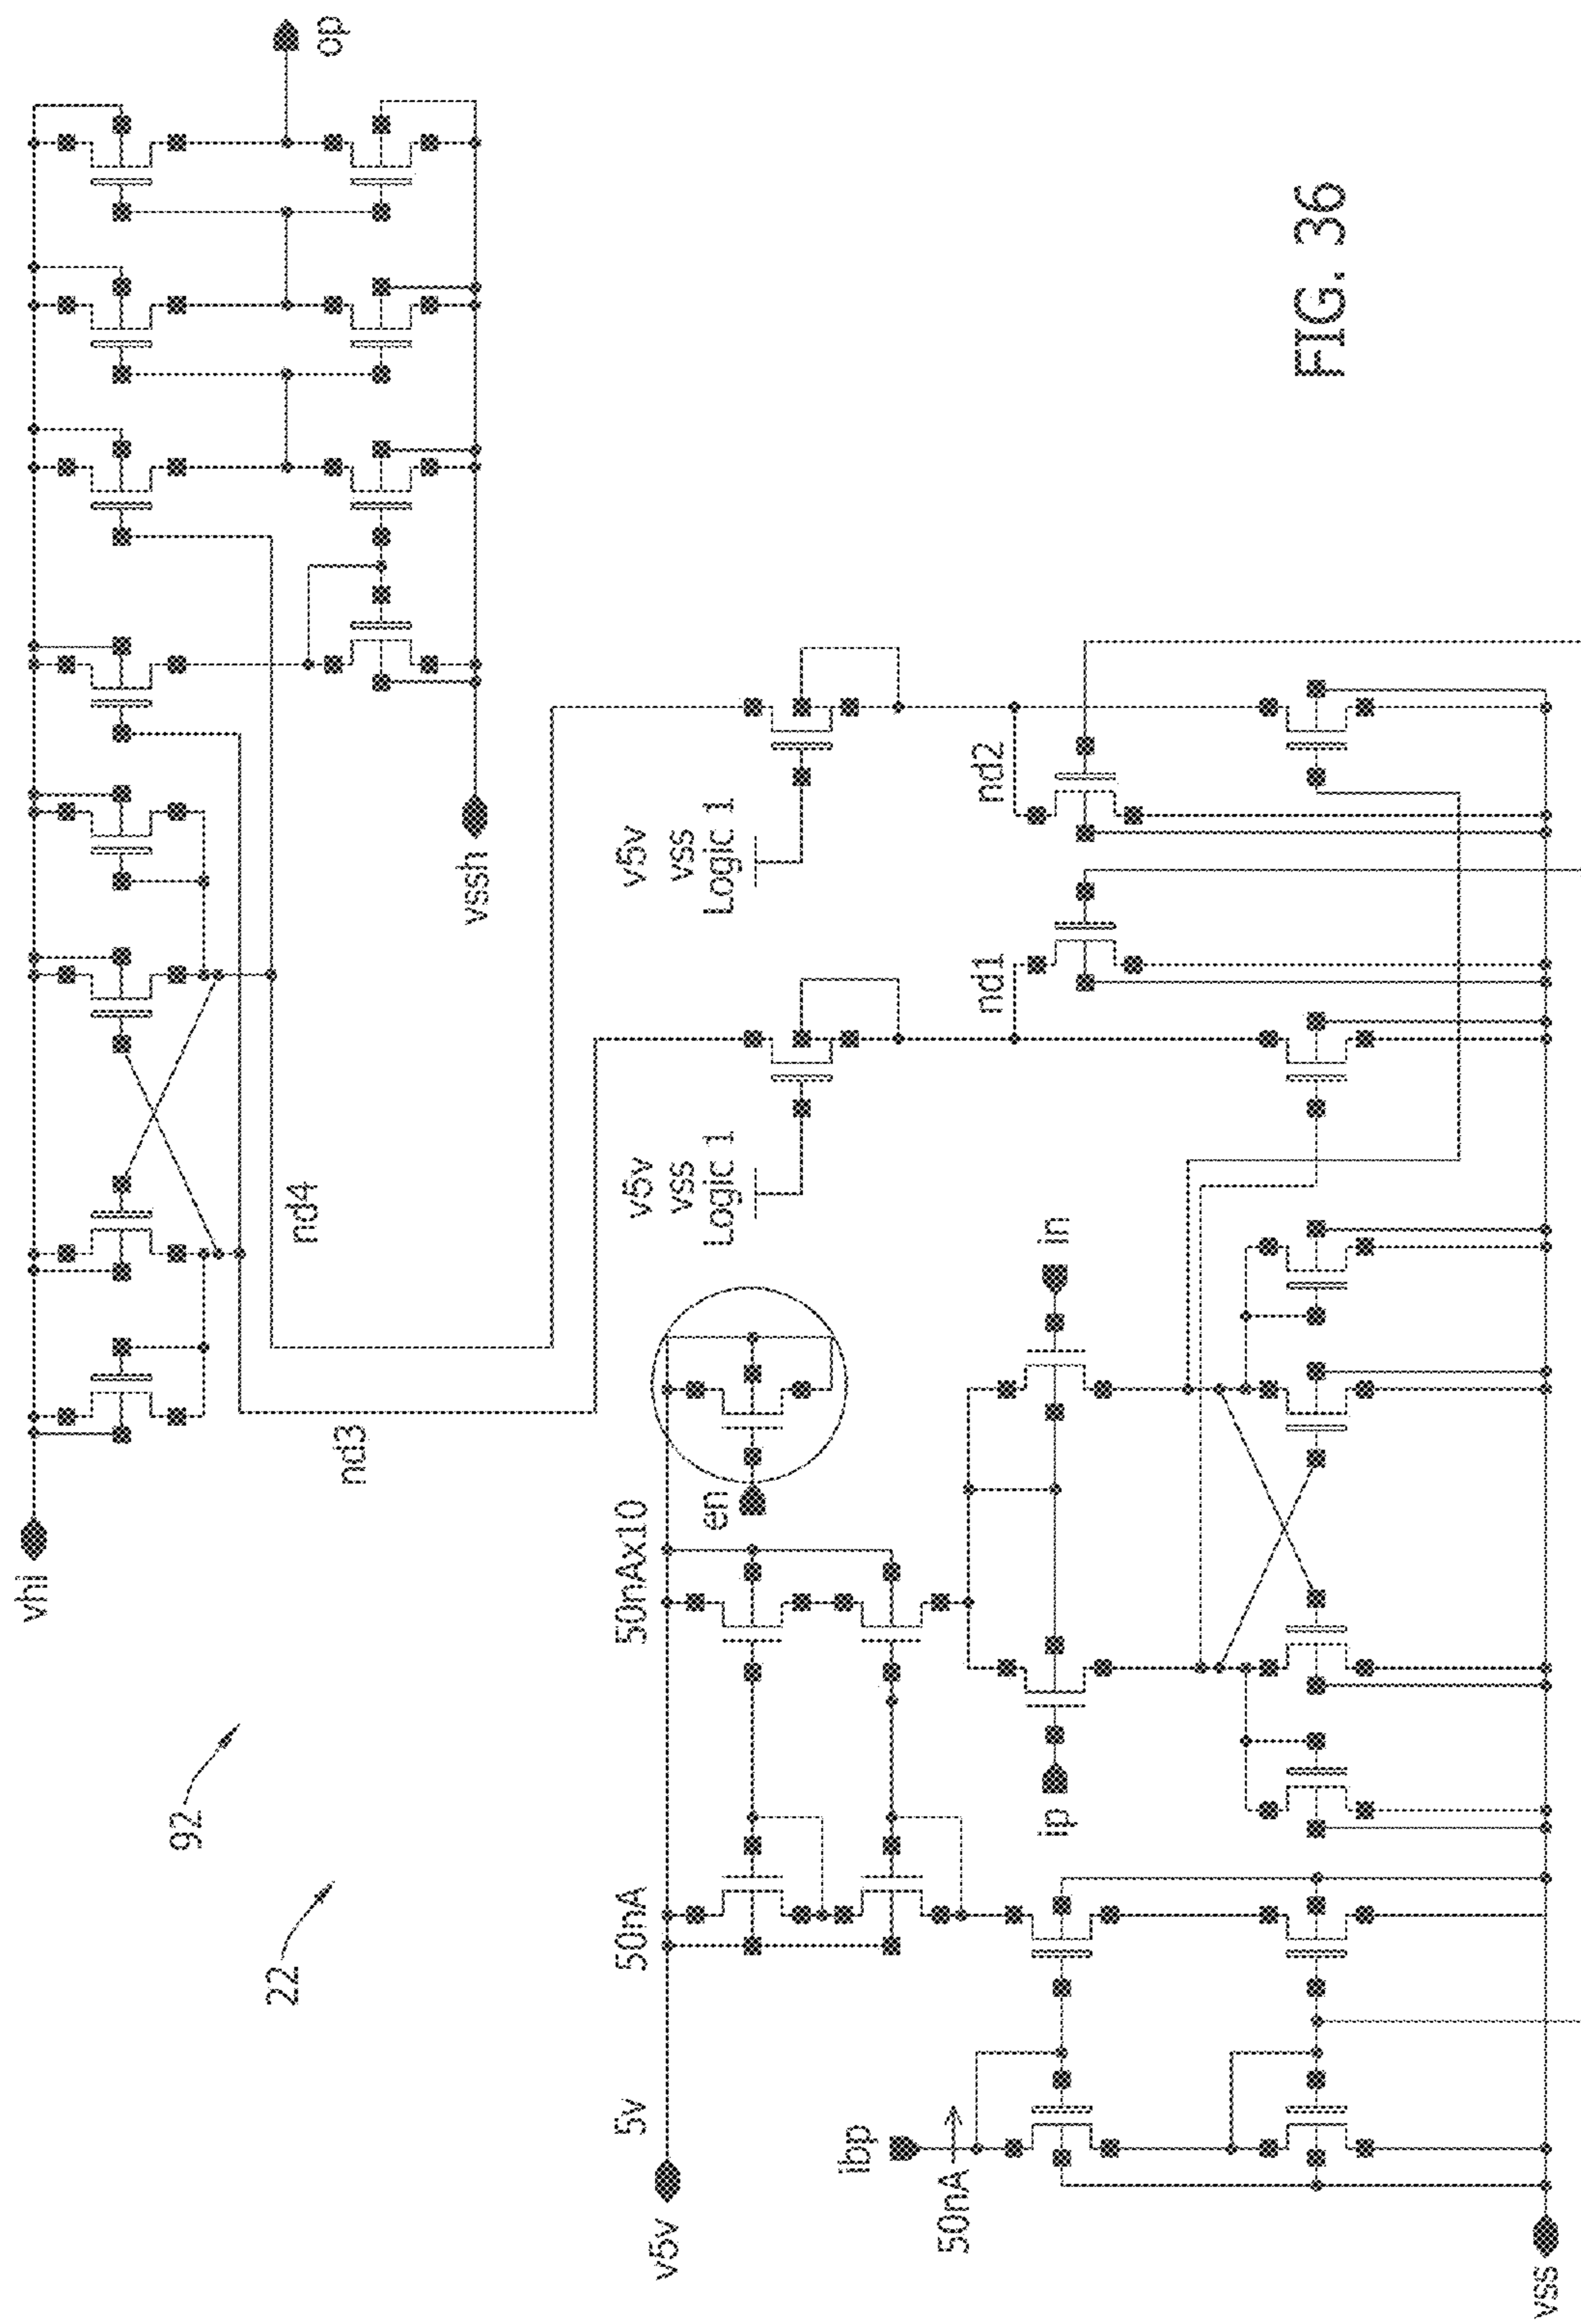 FIG. 36
92
22
vhi
vssh
op
nd3
nd4
v5v
5v
50nA
50nAx10
en
v5v
vss
Logic 1
v5v
vss
Logic 1
nd1
nd2
ibp
50nA
ip
in
vss